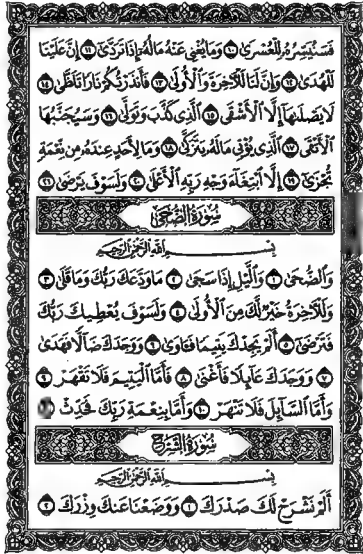 فَسَنُيَسِّرُهُۥ لِلْعُسْرَىٰ ١٠ وَمَا يُغْنِى عَنْهُ مَالُهُۥٓ إِذَا تَرَدَّىٰٓ ١١ إِنَّ عَلَيْنَا
لَلْهُدَىٰ ١٢ وَإِنَّ لَنَا لَلْـَٔاخِرَةَ وَٱلْأُولَىٰ ١٣ فَأَنذَرْتُكُمْ نَارًا تَلَظَّىٰ ١٤
لَا يَصْلَىٰهَآ إِلَّا ٱلْأَشْقَى ١٥ ٱلَّذِى كَذَّبَ وَتَوَلَّىٰ ١٦ وَسَيُجَنَّبُهَا
ٱلْأَتْقَى ١٧ ٱلَّذِى يُؤْتِى مَالَهُۥ يَتَزَكَّىٰ ١٨ وَمَا لِأَحَدٍ عِندَهُۥ مِن نِّعْمَةٍ
تُجْزَىٰٓ ١٩ إِلَّا ٱبْتِغَآءَ وَجْهِ رَبِّهِ ٱلْأَعْلَىٰ ٢٠ وَلَسَوْفَ يَرْضَىٰ ٢١
سُورَةُ الضُّحَىٰ
بِسْمِ ٱللَّهِ ٱلرَّحْمَٰنِ ٱلرَّحِيمِ
وَٱلضُّحَىٰ ١ وَٱلَّيْلِ إِذَا سَجَىٰ ٢ مَا وَدَّعَكَ رَبُّكَ وَمَا قَلَىٰ ٣
وَلَلْـَٔاخِرَةُ خَيْرٌ لَّكَ مِنَ ٱلْأُولَىٰ ٤ وَلَسَوْفَ يُعْطِيكَ رَبُّكَ
فَتَرْضَىٰٓ ٥ أَلَمْ يَجِدْكَ يَتِيمًا فَـَٔاوَىٰ ٦ وَوَجَدَكَ ضَآلًّا فَهَدَىٰ
٧ وَوَجَدَكَ عَآئِلًا فَأَغْنَىٰ ٨ فَأَمَّا ٱلْيَتِيمَ فَلَا تَقْهَرْ ٩
وَأَمَّا ٱلسَّآئِلَ فَلَا تَنْهَرْ ١٠ وَأَمَّا بِنِعْمَةِ رَبِّكَ فَحَدِّثْ ١١
سُورَةُ الشَّرْحِ
بِسْمِ ٱللَّهِ ٱلرَّحْمَٰنِ ٱلرَّحِيمِ
أَلَمْ نَشْرَحْ لَكَ صَدْرَكَ ١ وَوَضَعْنَا عَنكَ وِزْرَكَ ٢